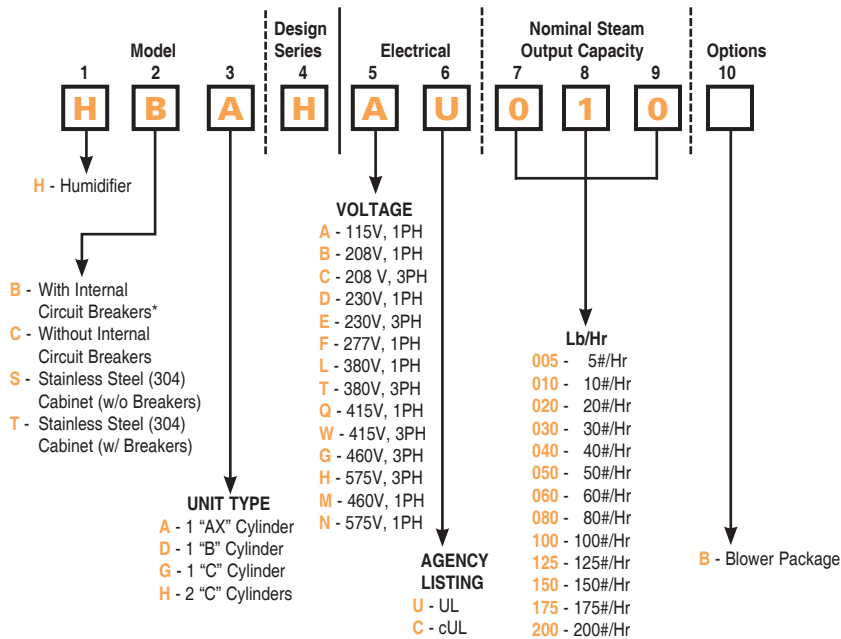 Model
Design
Series
Electrical
Nominal Steam
Output Capacity
Options
1 2 3 4 5 6 7 8 9 10
H B A H A U 0 1 0
H - Humidifier
B - With Internal
Circuit Breakers*
C - Without Internal
Circuit Breakers
S - Stainless Steel (304)
Cabinet (w/o Breakers)
T - Stainless Steel (304)
Cabinet (w/ Breakers)
UNIT TYPE
A - 1 “AX” Cylinder
D - 1 “B” Cylinder
G - 1 “C” Cylinder
H - 2 “C” Cylinders
VOLTAGE
A - 115V, 1PH
B - 208V, 1PH
C - 208 V, 3PH
D - 230V, 1PH
E - 230V, 3PH
F - 277V, 1PH
L - 380V, 1PH
T - 380V, 3PH
Q - 415V, 1PH
W - 415V, 3PH
G - 460V, 3PH
H - 575V, 3PH
M - 460V, 1PH
N - 575V, 1PH
AGENCY
LISTING
U - UL
C - cUL
Lb/Hr
005 - 5#/Hr
010 - 10#/Hr
020 - 20#/Hr
030 - 30#/Hr
040 - 40#/Hr
050 - 50#/Hr
060 - 60#/Hr
080 - 80#/Hr
100 - 100#/Hr
125 - 125#/Hr
150 - 150#/Hr
175 - 175#/Hr
200 - 200#/Hr
B - Blower Package